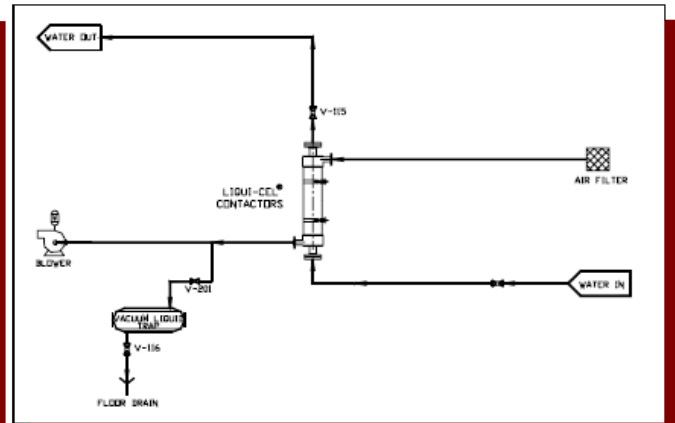 WATER OUT
V-115
AIR FILTER
LIQUI-CEL®
CONTACTORS
BLOWER
WATER IN
V-201
VACUUM LIQUID
TRAP
V-116
FLOOR DRAIN